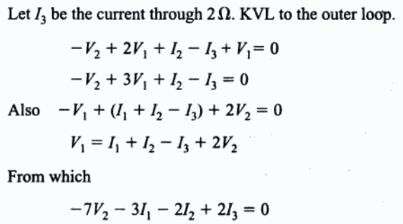 Let I₃ be the current through 2 Ω. KVL to the outer loop.
−V₂ + 2V₁ + I₂ − I₃ + V₁ = 0
−V₂ + 3V₁ + I₂ − I₃ = 0
Also −V₁ + (I₁ + I₂ − I₃) + 2V₂ = 0
V₁ = I₁ + I₂ − I₃ + 2V₂
From which
−7V₂ − 3I₁ − 2I₂ + 2I₃ = 0